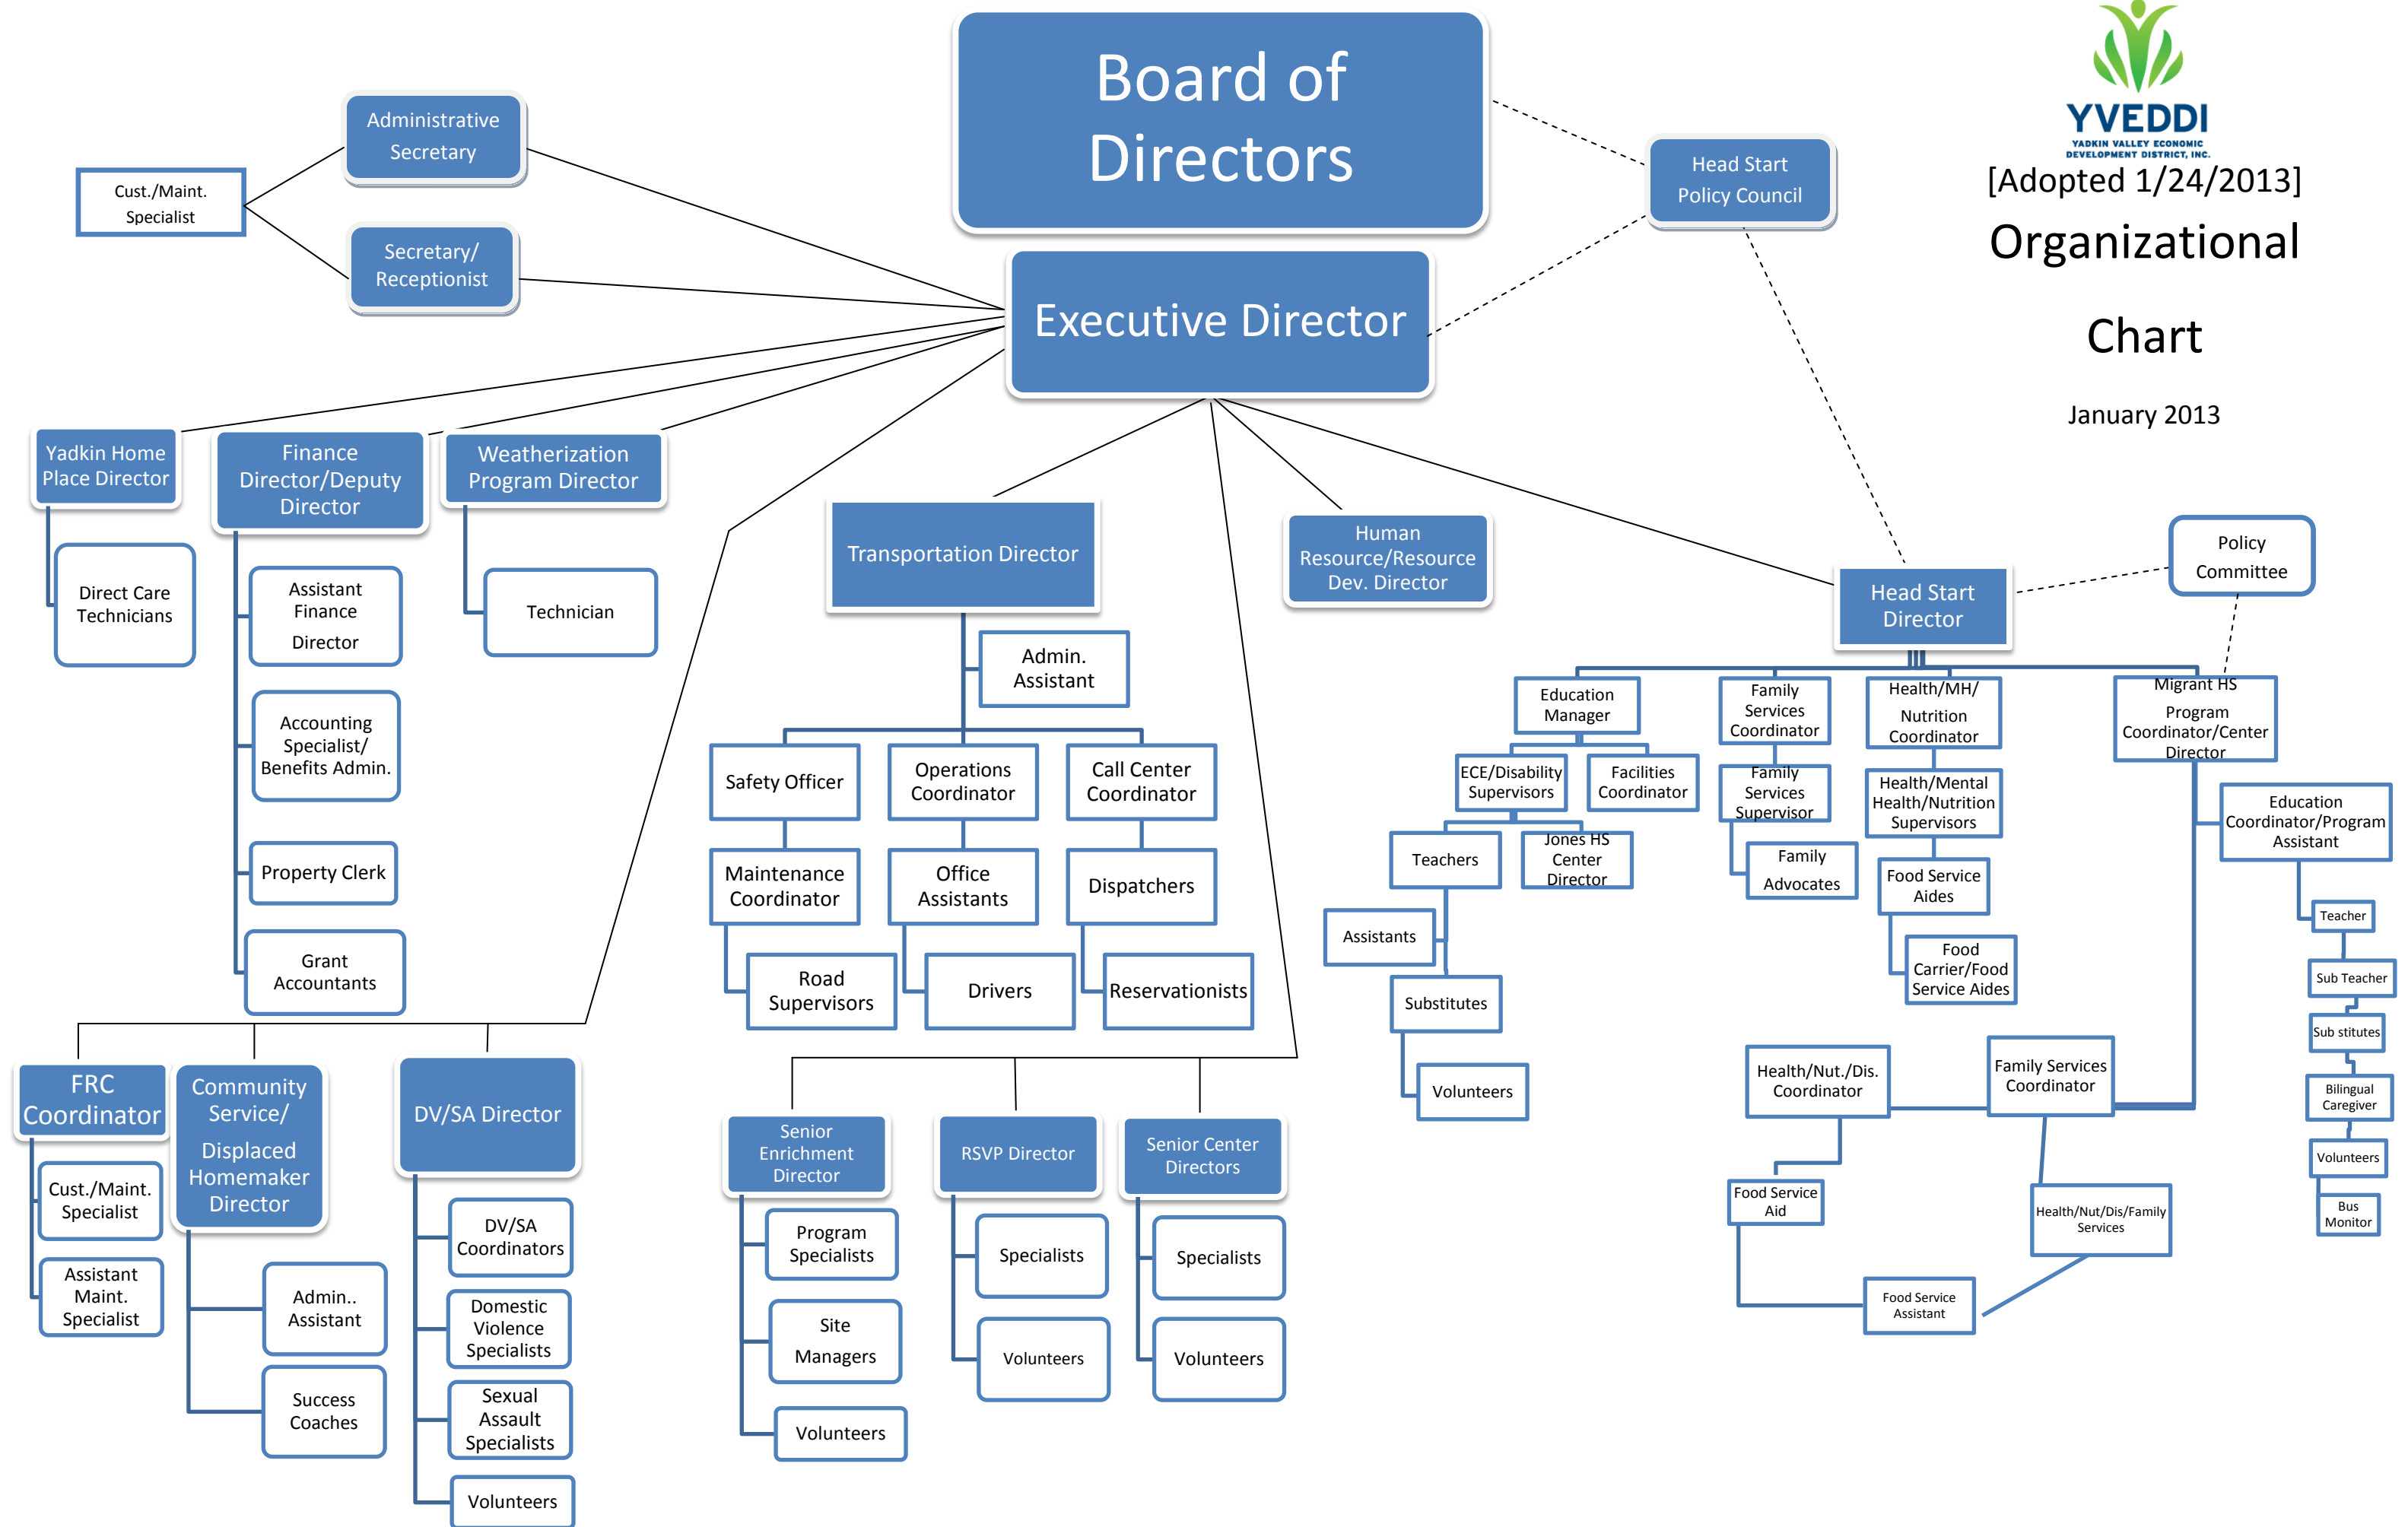 Board of
Directors
YVEDDI
YADKIN VALLEY ECONOMIC
DEVELOPMENT DISTRICT, INC.
[Adopted 1/24/2013]
Organizational
Chart
January 2013
Administrative
Secretary
Cust./Maint.
Specialist
Secretary/
Receptionist
Head Start
Policy Council
Executive Director
Yadkin Home
Place Director
Direct Care
Technicians
Finance
Director/Deputy
Director
Assistant
Finance
Director
Accounting
Specialist/
Benefits Admin.
Property Clerk
Grant
Accountants
Weatherization
Program Director
Technician
Transportation Director
Admin.
Assistant
Safety Officer
Operations
Coordinator
Call Center
Coordinator
Maintenance
Coordinator
Office
Assistants
Dispatchers
Road
Supervisors
Drivers
Reservationists
Human
Resource/Resource
Dev. Director
Head Start
Director
Policy
Committee
Education
Manager
ECE/Disability
Supervisors
Facilities
Coordinator
Teachers
Jones HS
Center
Director
Assistants
Substitutes
Volunteers
Family
Services
Coordinator
Family
Services
Supervisor
Family
Advocates
Health/MH/
Nutrition
Coordinator
Health/Mental
Health/Nutrition
Supervisors
Food Service
Aides
Food
Carrier/Food
Service Aides
Migrant HS
Program
Coordinator/Center
Director
Education
Coordinator/Program
Assistant
Teacher
Sub Teacher
Sub stitutes
Bilingual
Caregiver
Volunteers
Bus
Monitor
Health/Nut./Dis.
Coordinator
Family Services
Coordinator
Food Service
Aid
Health/Nut/Dis/Family
Services
Food Service
Assistant
FRC
Coordinator
Cust./Maint.
Specialist
Assistant
Maint.
Specialist
Community
Service/
Displaced
Homemaker
Director
Admin..
Assistant
Success
Coaches
DV/SA Director
DV/SA
Coordinators
Domestic
Violence
Specialists
Sexual
Assault
Specialists
Volunteers
Senior
Enrichment
Director
Program
Specialists
Site
Managers
Volunteers
RSVP Director
Specialists
Volunteers
Senior Center
Directors
Specialists
Volunteers